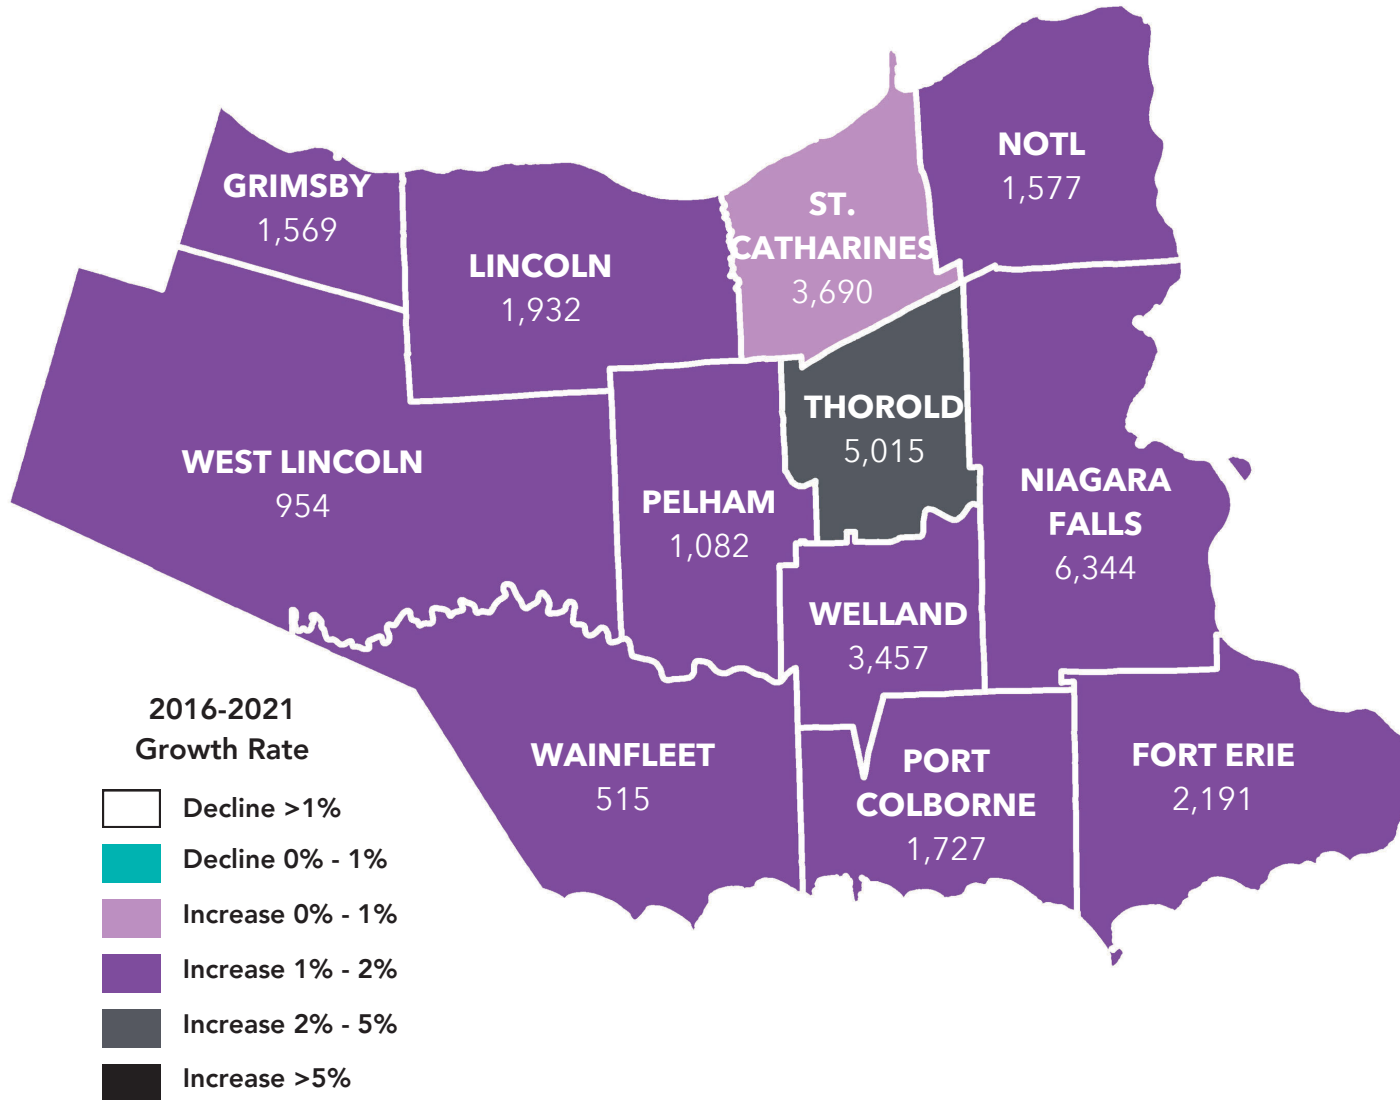 NOTL
1,577
GRIMSBY
1,569
ST.
CATHARINES
3,690
LINCOLN
1,932
THOROLD
5,015
WEST LINCOLN
954
PELHAM
1,082
NIAGARA
FALLS
6,344
WELLAND
3,457
WAINFLEET
515
PORT
COLBORNE
1,727
FORT ERIE
2,191
2016-2021
Growth Rate
Decline >1%
Decline 0% - 1%
Increase 0% - 1%
Increase 1% - 2%
Increase 2% - 5%
Increase >5%